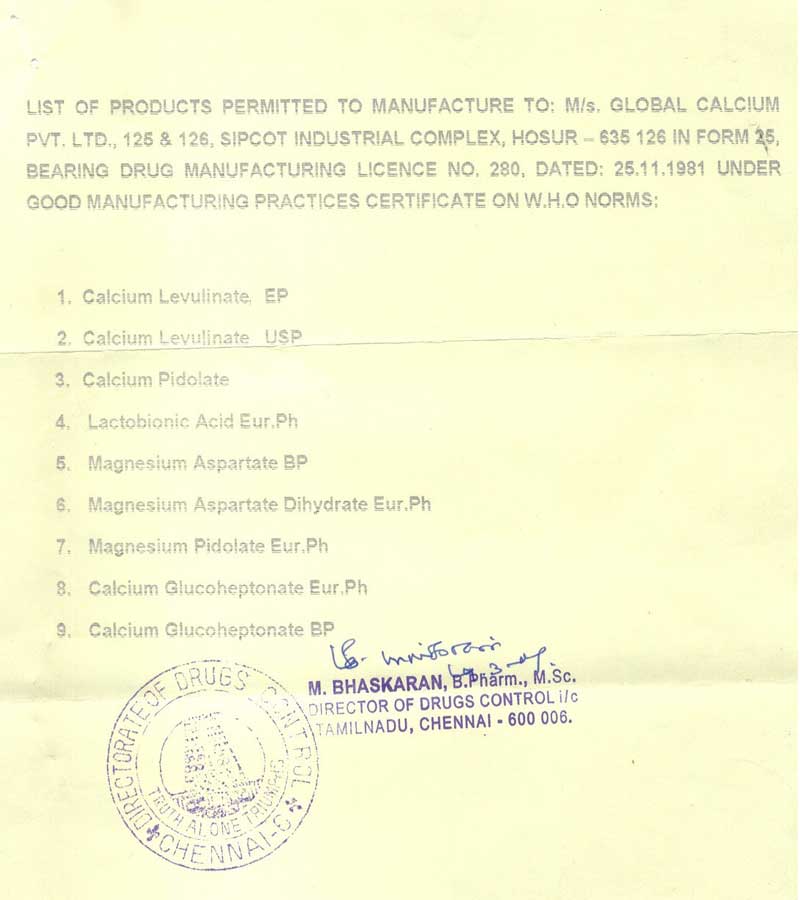 LIST OF PRODUCTS PERMITTED TO MANUFACTURE TO: M/s. GLOBAL CALCIUM
PVT. LTD., 125 & 126, SIPCOT INDUSTRIAL COMPLEX, HOSUR – 635 126 IN FORM 25,
BEARING DRUG MANUFACTURING LICENCE NO. 280, DATED: 25.11.1981 UNDER
GOOD MANUFACTURING PRACTICES CERTIFICATE ON W.H.O NORMS:
1. Calcium Levulinate. EP
2. Calcium Levulinate USP
3. Calcium Pidolate
4. Lactobionic Acid Eur.Ph
5. Magnesium Aspartate BP
6. Magnesium Aspartate Dihydrate Eur.Ph
7. Magnesium Pidolate Eur.Ph
8. Calcium Glucoheptonate Eur.Ph
9. Calcium Glucoheptonate BP
M. BHASKARAN, B.Pharm., M.Sc.
DIRECTOR OF DRUGS CONTROL i/c
TAMILNADU, CHENNAI - 600 006.
DIRECTORATE OF DRUGS CONTROL
TRUTH ALONE TRIUMPHS
CHENNAI-6